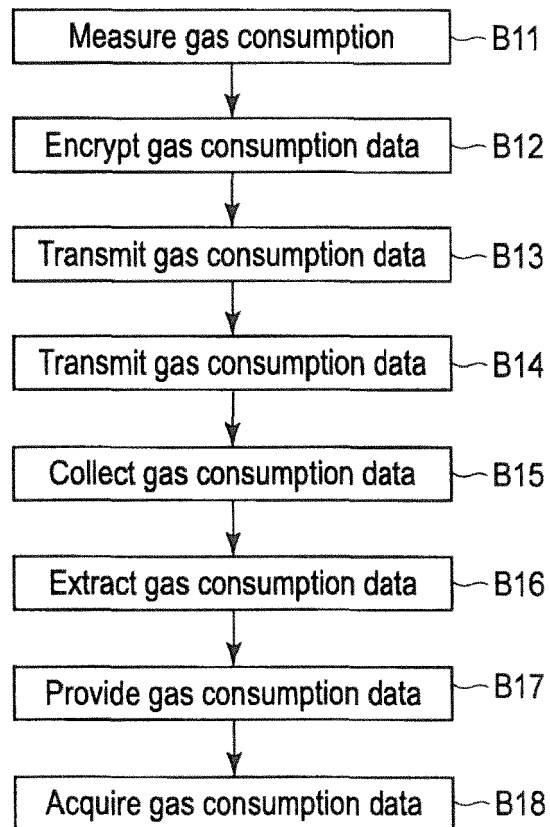 Measure gas consumption B11
Encrypt gas consumption data B12
Transmit gas consumption data B13
Transmit gas consumption data B14
Collect gas consumption data B15
Extract gas consumption data B16
Provide gas consumption data B17
Acquire gas consumption data B18